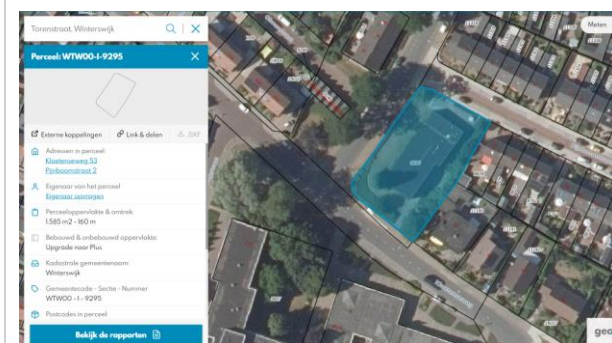 Torenstraat, Winterswijk
Meten
Perceel: WTW00-I-9295
Externe koppelingen
Link & delen
DXF
Adressen in perceel:
Kloetenseweg 53
Pijnboomstraat 2
Eigenaar van het perceel
Eigenaar opvragen
Perceeloppervlakte & omtrek:
1.585 m2 - 160 m
Bebouwd & onbebouwd oppervlakte:
Upgrade naar Plus
Kadastrale gemeentenaam:
Winterswijk
Gemeentecode - Sectie - Nummer
WTW00 - I - 9295
Postcodes in perceel:
Bekijk de rapporten
geo